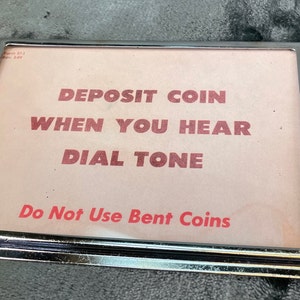 DEPOSIT COIN
WHEN YOU HEAR
DIAL TONE
Do Not Use Bent Coins